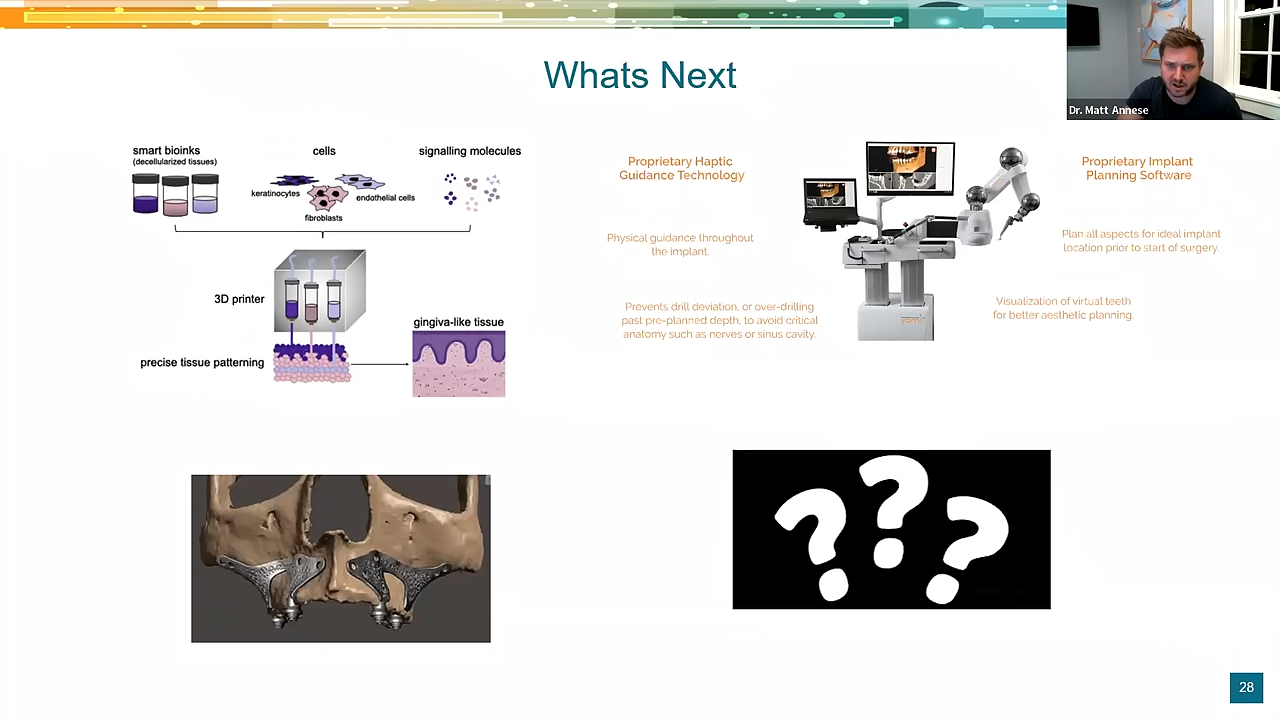 Whats Next
Dr. Matt Annese
smart bioinks
(decellularized tissues)
cells
signalling molecules
keratinocytes
endothelial cells
fibroblasts
3D printer
gingiva-like tissue
precise tissue patterning
Proprietary Haptic
Guidance Technology
Physical guidance throughout
the implant.
Prevents drill deviation, or over-drilling
past pre-planned depth, to avoid critical
anatomy such as nerves or sinus cavity.
Proprietary Implant
Planning Software
Plan all aspects for ideal implant
location prior to start of surgery.
Visualization of virtual teeth
for better aesthetic planning.
???
28